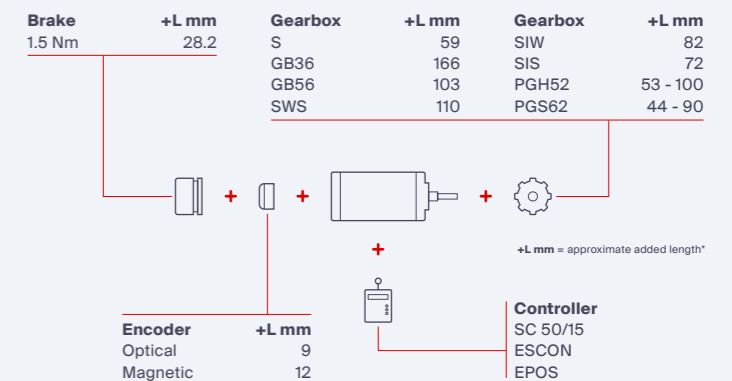 Brake +L mm
1.5 Nm 28.2
Gearbox +L mm
S 59
GB36 166
GB56 103
SWS 110
Gearbox +L mm
SIW 82
SIS 72
PGH52 53 - 100
PGS62 44 - 90
+L mm = approximate added length*
Encoder +L mm
Optical 9
Magnetic 12
Controller
SC 50/15
ESCON
EPOS